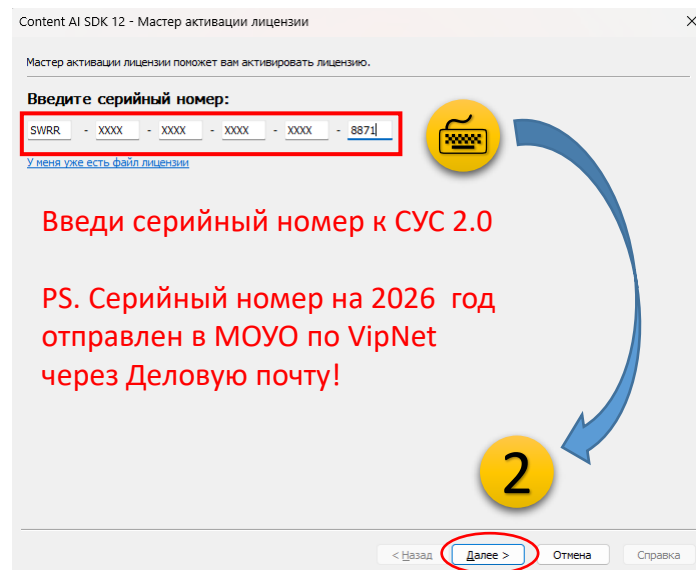 Content AI SDK 12 - Мастер активации лицензии
Мастер активации лицензии поможет вам активировать лицензию.
Введите серийный номер:
SWRR - XXXX - XXXX - XXXX - XXXX - 8871
У меня уже есть файл лицензии
Введи серийный номер к СУС 2.0
PS. Серийный номер на 2026 год
отправлен в МОУО по VipNet
через Деловую почту!
2
< Назад Далее > Отмена Справка